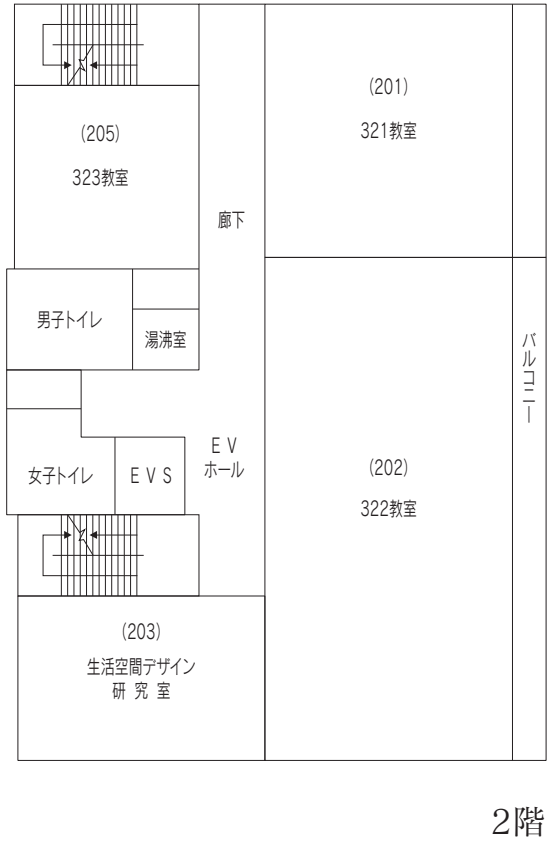 (201)
321教室
(205)
323教室
廊下
男子トイレ
湯沸室
バルコニー
EV
ホール
(202)
322教室
女子トイレ
EVS
(203)
生活空間デザイン
研究室
2階